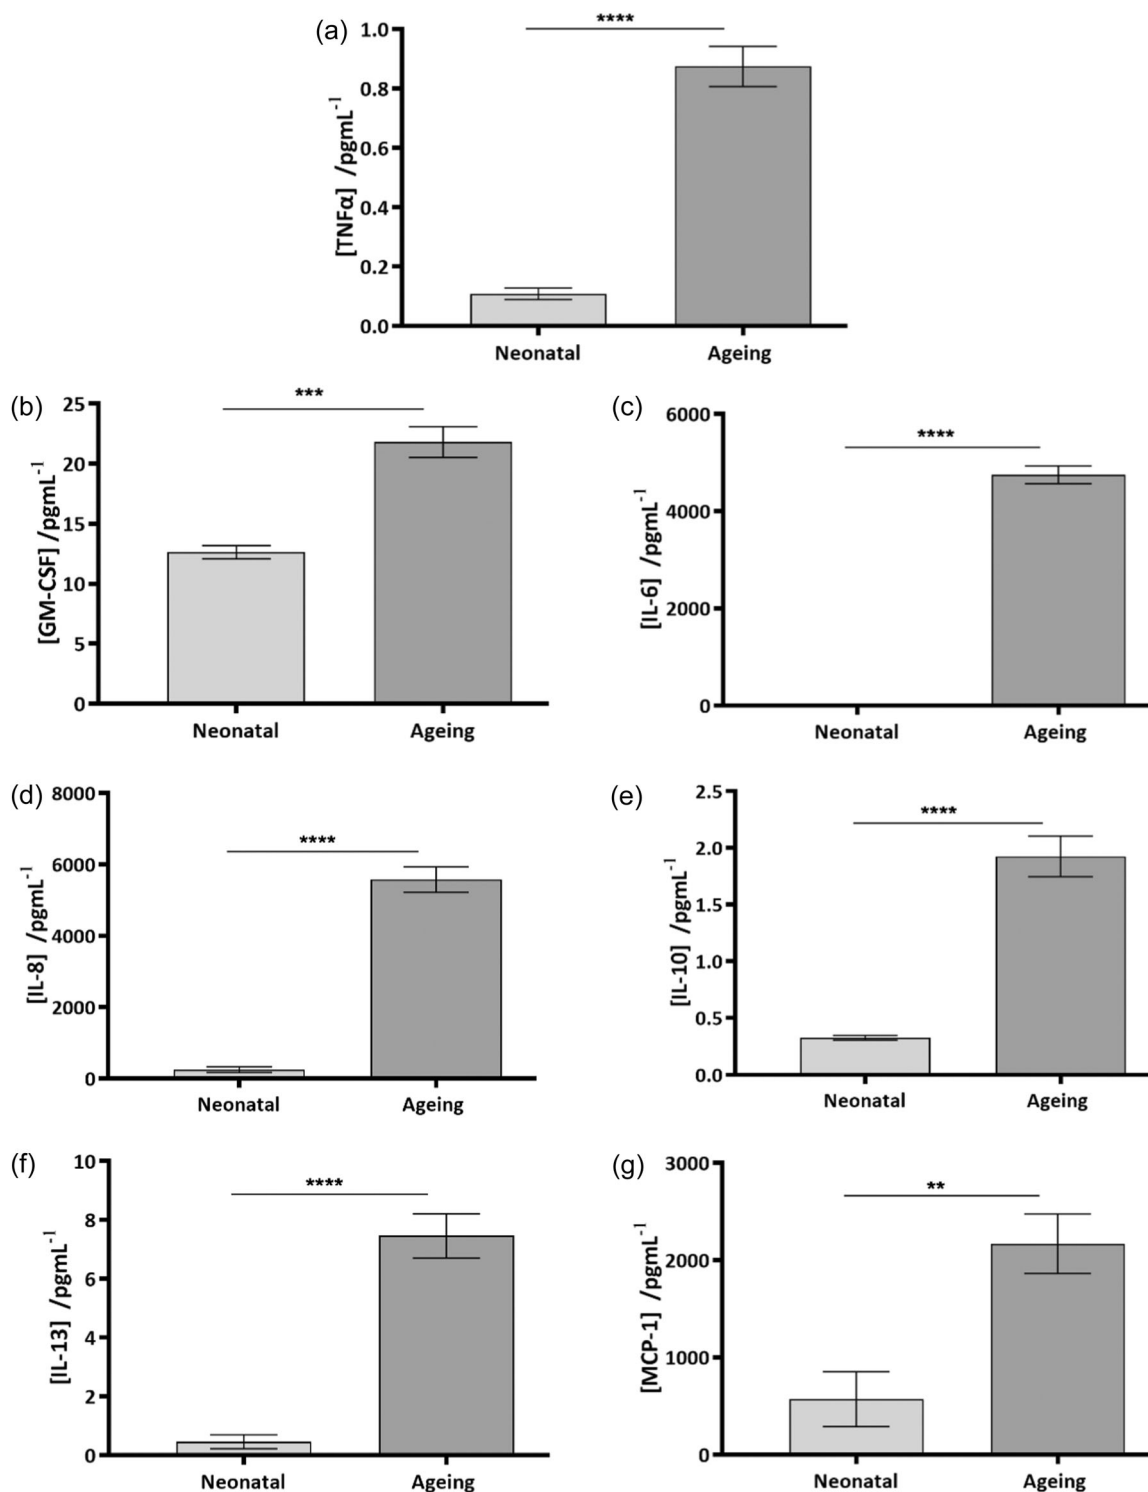 (a)
****
[TNFα] /pgmL⁻¹
1.0
0.8
0.6
0.4
0.2
0.0
Neonatal Ageing
(b)
***
[GM-CSF] /pgmL⁻¹
25
20
15
10
5
0
Neonatal Ageing
(c)
****
[IL-6] /pgmL⁻¹
6000
4000
2000
0
Neonatal Ageing
(d)
****
[IL-8] /pgmL⁻¹
8000
6000
4000
2000
0
Neonatal Ageing
(e)
****
[IL-10] /pgmL⁻¹
2.5
2.0
1.5
1.0
0.5
0.0
Neonatal Ageing
(f)
****
[IL-13] /pgmL⁻¹
10
8
6
4
2
0
Neonatal Ageing
(g)
**
[MCP-1] /pgmL⁻¹
3000
2000
1000
0
Neonatal Ageing